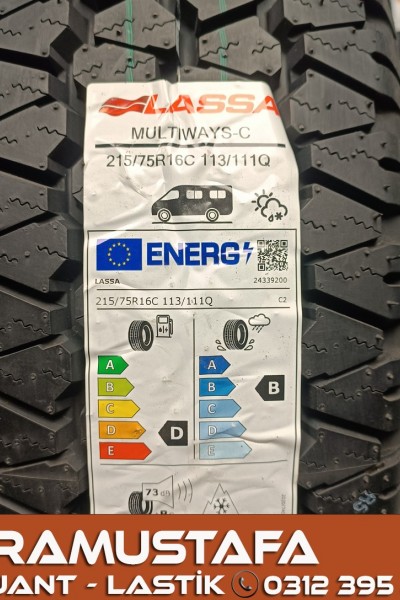 LASSA
MULTIWAYS-C
215/75R16C 113/111Q
ENERG
LASSA 24339200
215/75R16C 113/111Q C2
A A
B B B
C C
D D D
E E
73 dB
B
RAMUSTAFA
JANT - LASTİK 0312 395